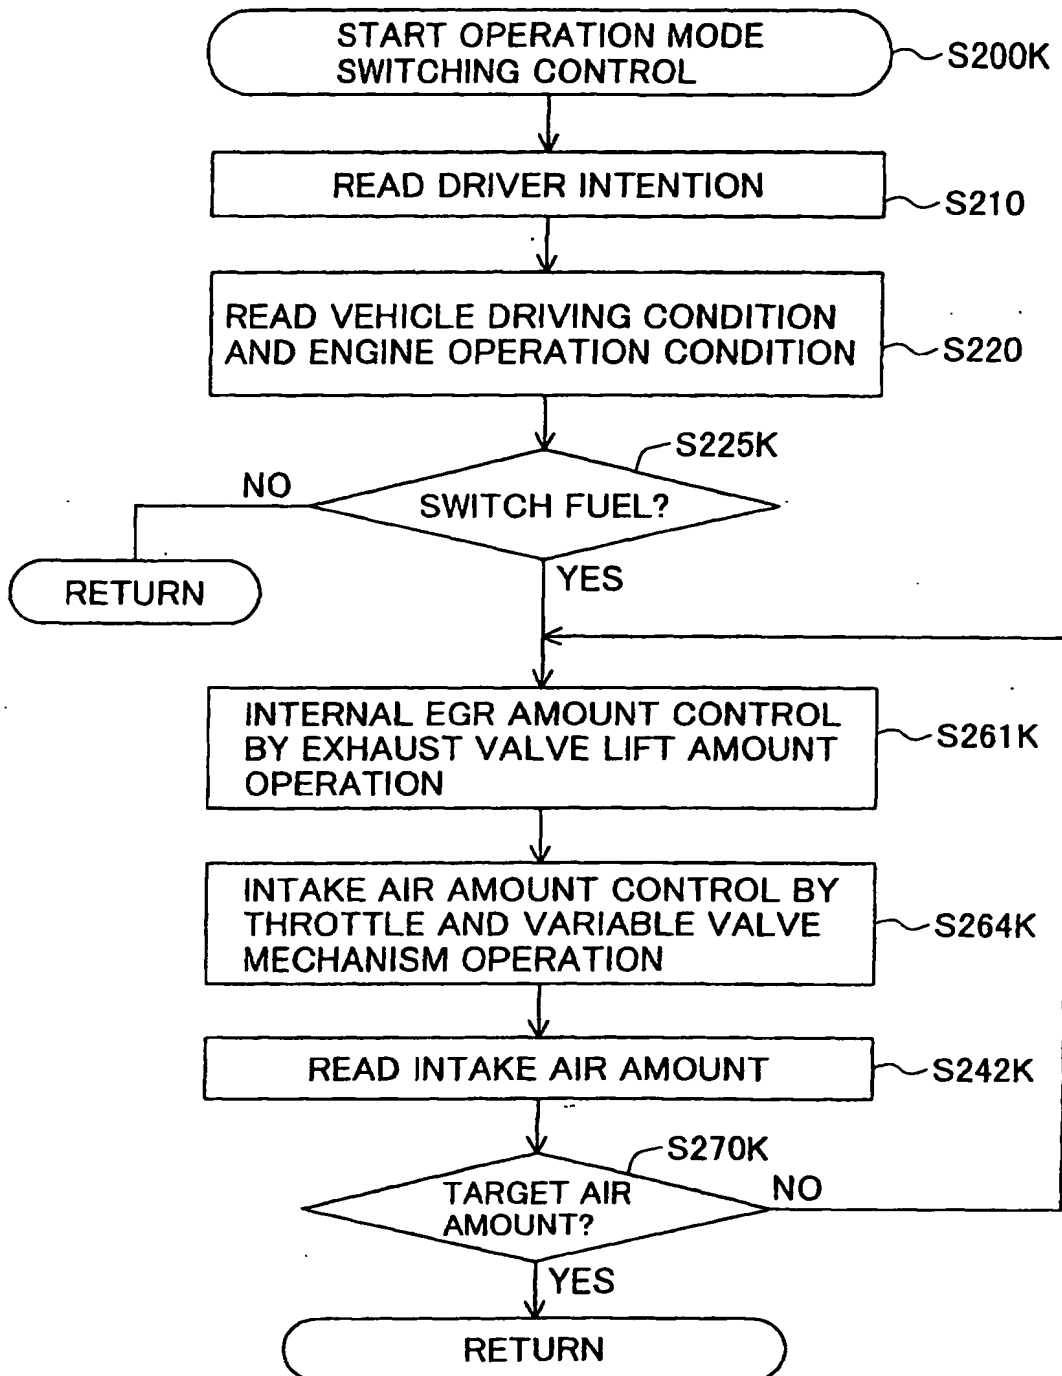 START OPERATION MODE
SWITCHING CONTROL
S200K
READ DRIVER INTENTION
S210
READ VEHICLE DRIVING CONDITION
AND ENGINE OPERATION CONDITION
S220
S225K
NO
SWITCH FUEL?
RETURN
YES
INTERNAL EGR AMOUNT CONTROL
BY EXHAUST VALVE LIFT AMOUNT
OPERATION
S261K
INTAKE AIR AMOUNT CONTROL BY
THROTTLE AND VARIABLE VALVE
MECHANISM OPERATION
S264K
READ INTAKE AIR AMOUNT
S242K
S270K
TARGET AIR
AMOUNT?
NO
YES
RETURN